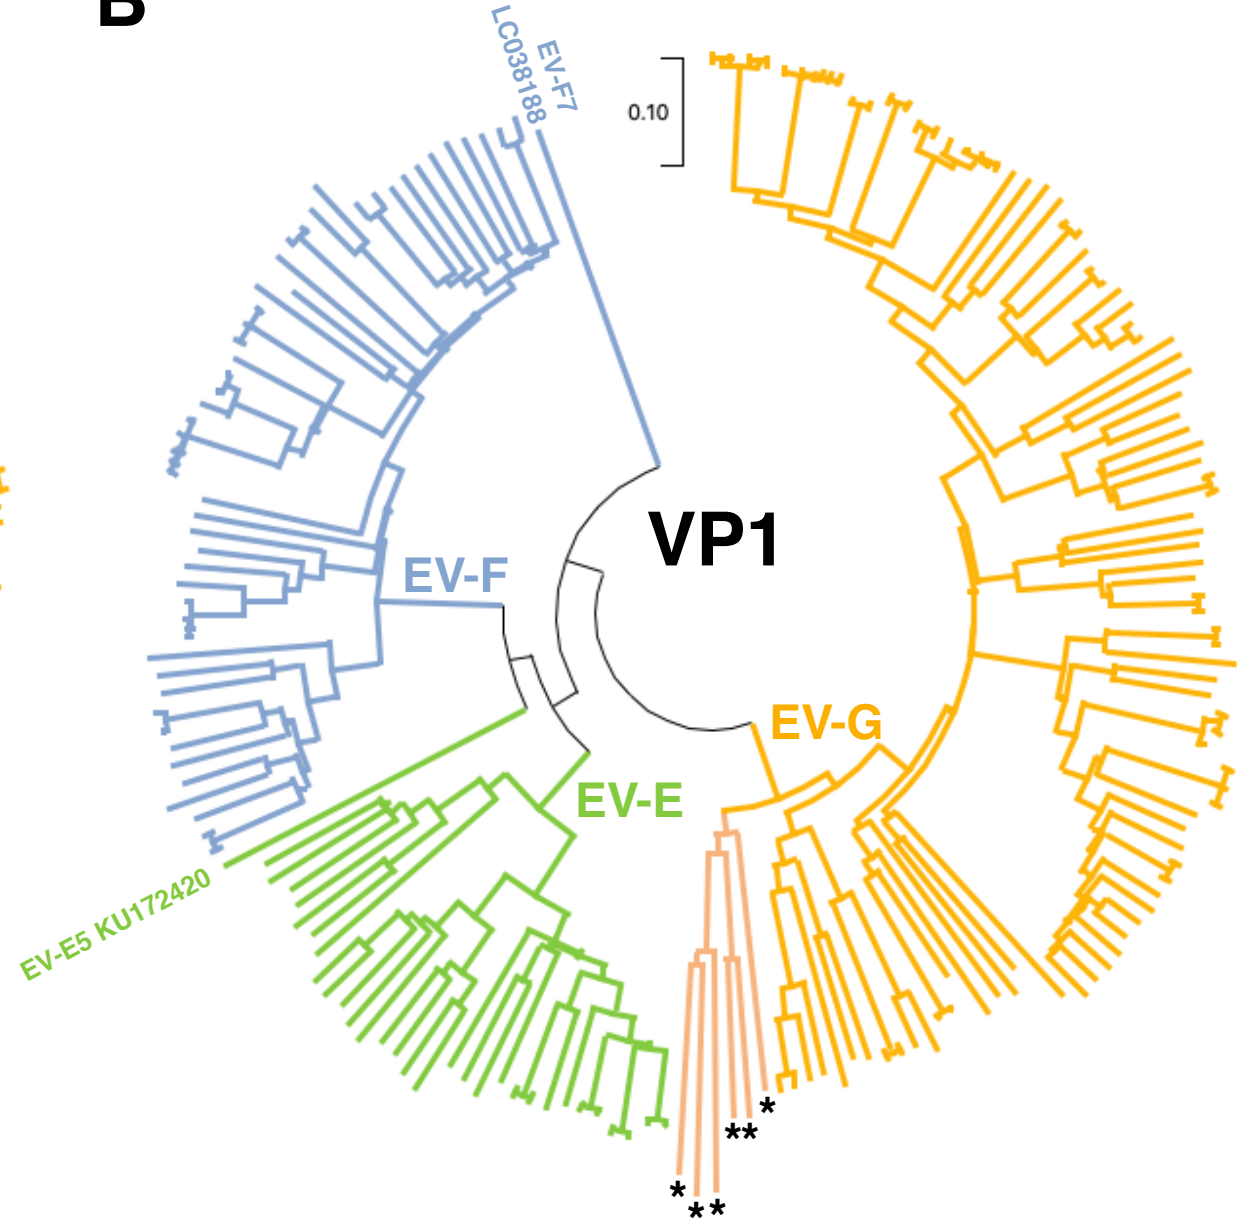 B
LC038188
EV-F7
0.10
VP1
EV-F
EV-G
EV-E
EV-E5 KU172420
*
**
*
* *